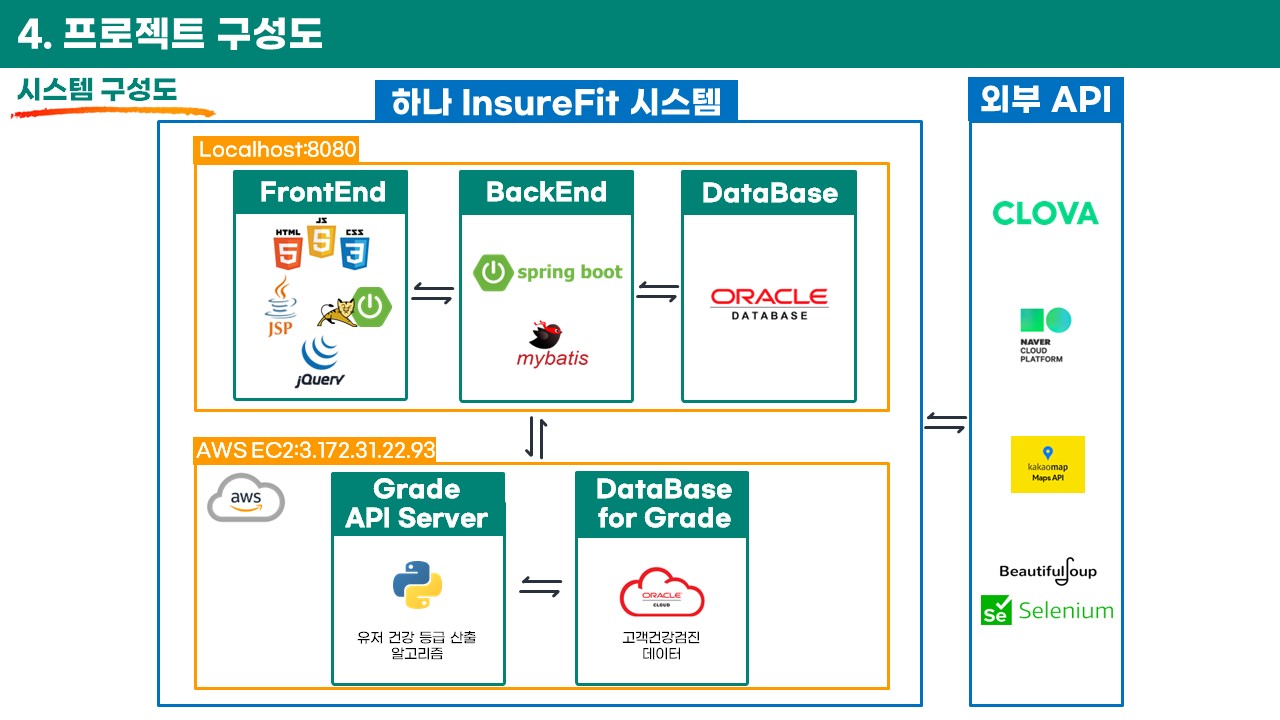 4. 프로젝트 구성도
시스템 구성도
하나 InsureFit 시스템
외부 API
Localhost:8080
FrontEnd
BackEnd
DataBase
HTML
JS
CSS
5
5
3
JSP
jQuery
spring boot
mybatis
ORACLE
DATABASE
AWS EC2:3.172.31.22.93
aws
Grade
API Server
유저 건강 등급 산출
알고리즘
DataBase
for Grade
ORACLE
CLOUD
고객건강검진
데이터
CLOVA
NAVER
CLOUD
PLATFORM
kakaomap
Maps API
BeautifulSoup
Se Selenium